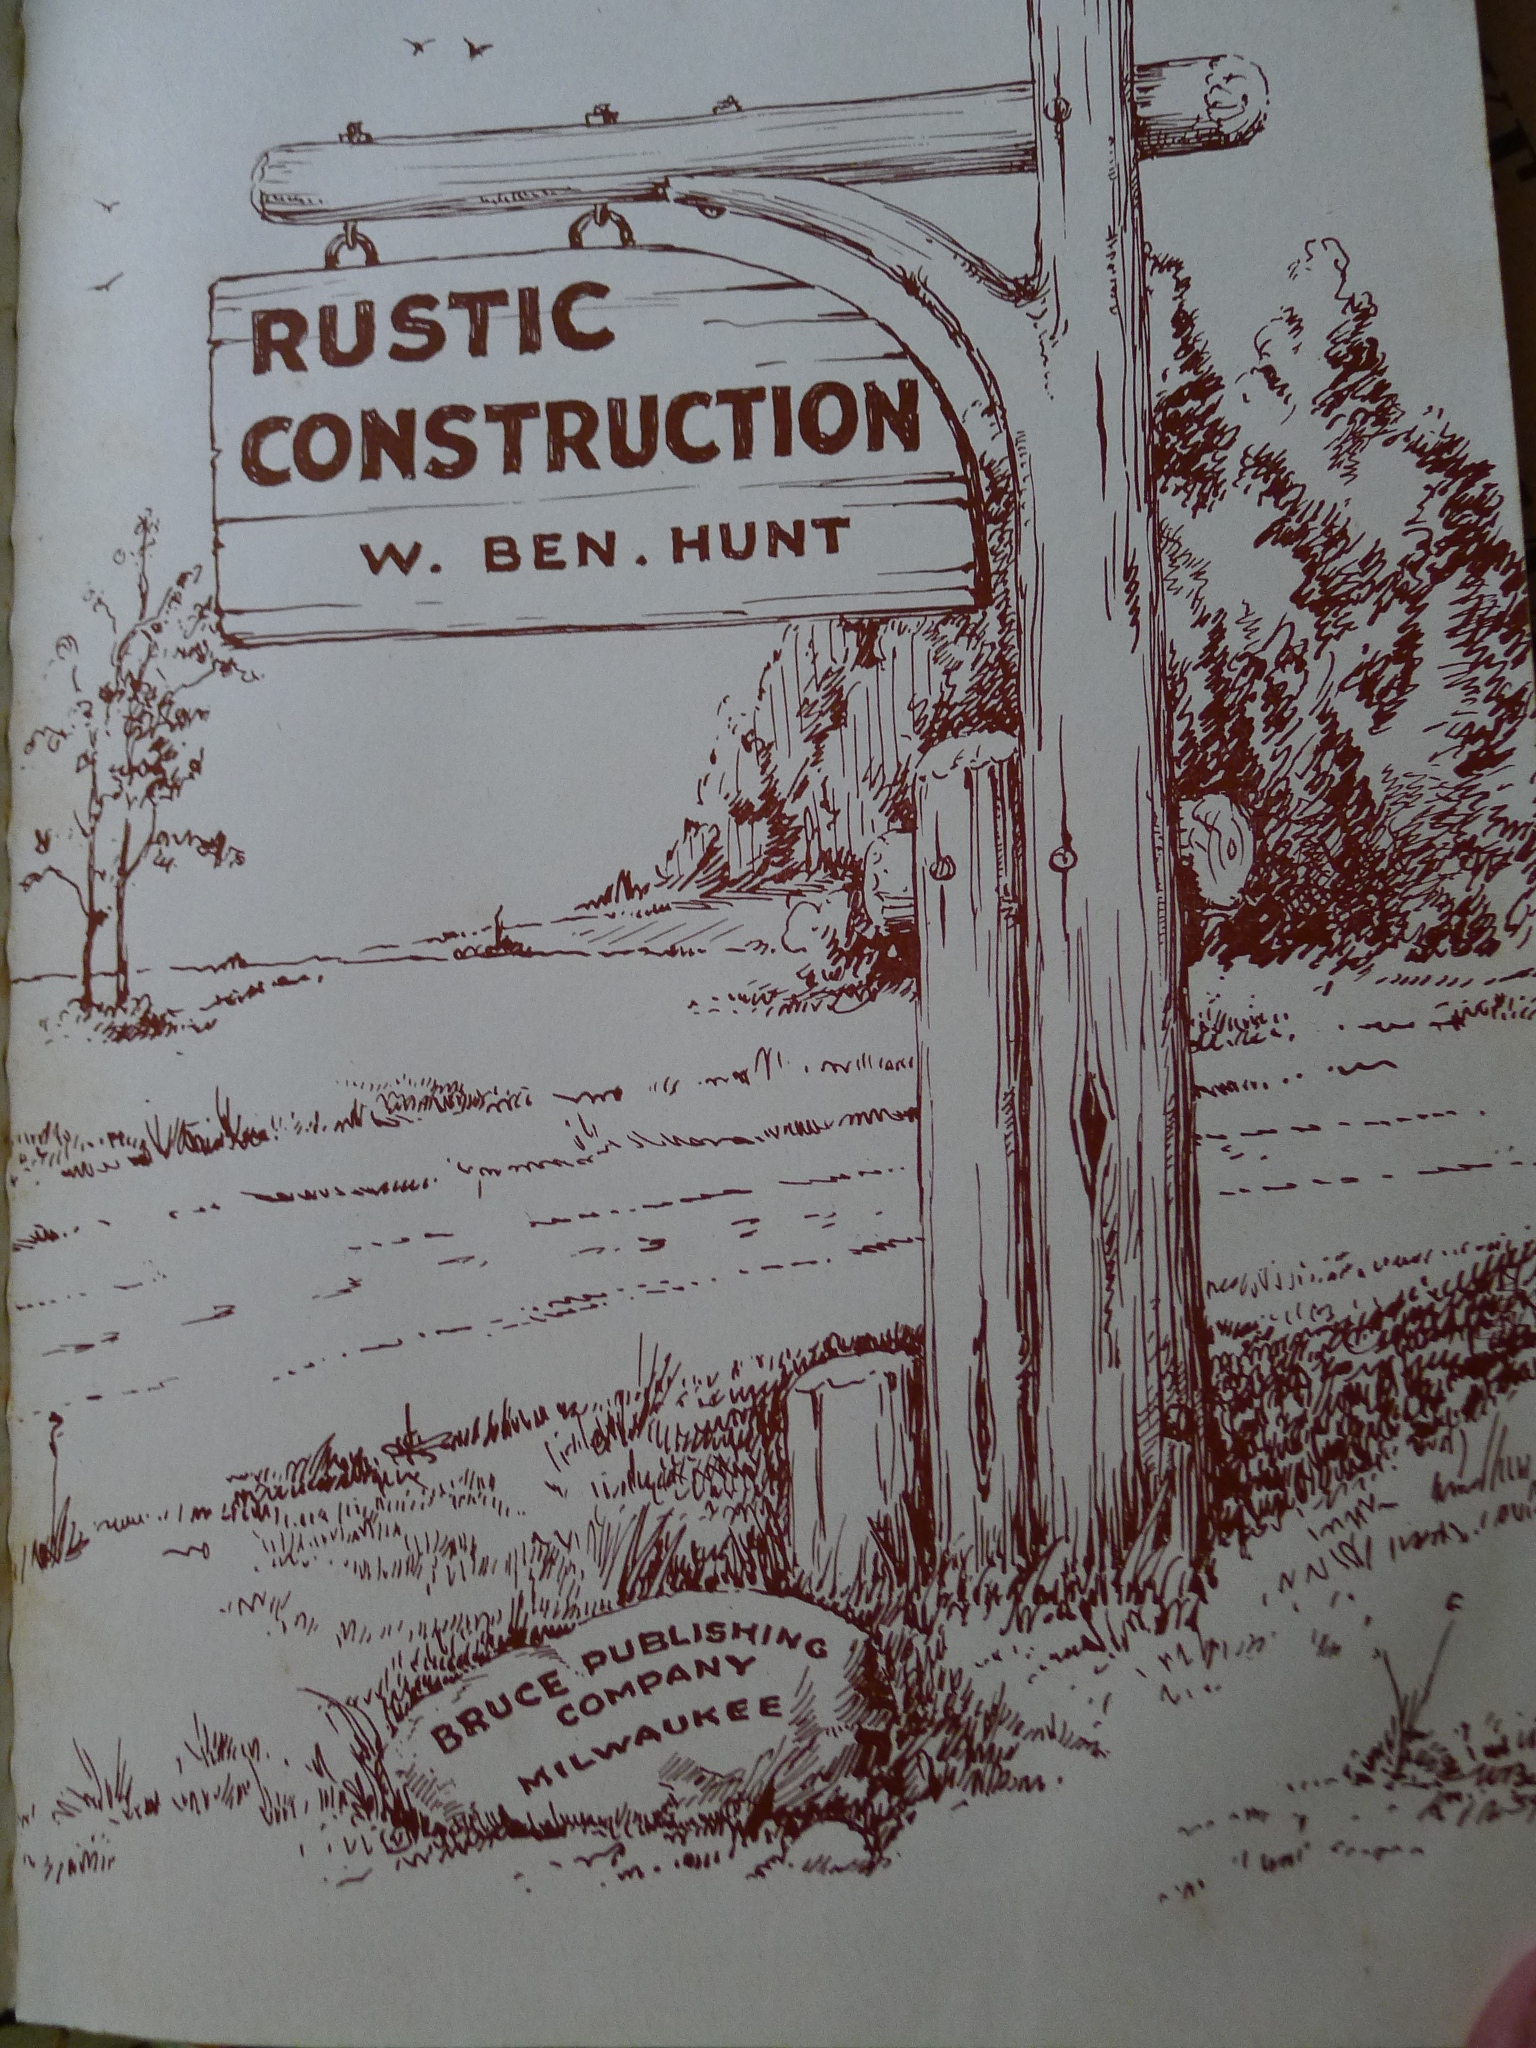 RUSTIC
CONSTRUCTION
W. BEN. HUNT
BRUCE PUBLISHING
COMPANY
MILWAUKEE